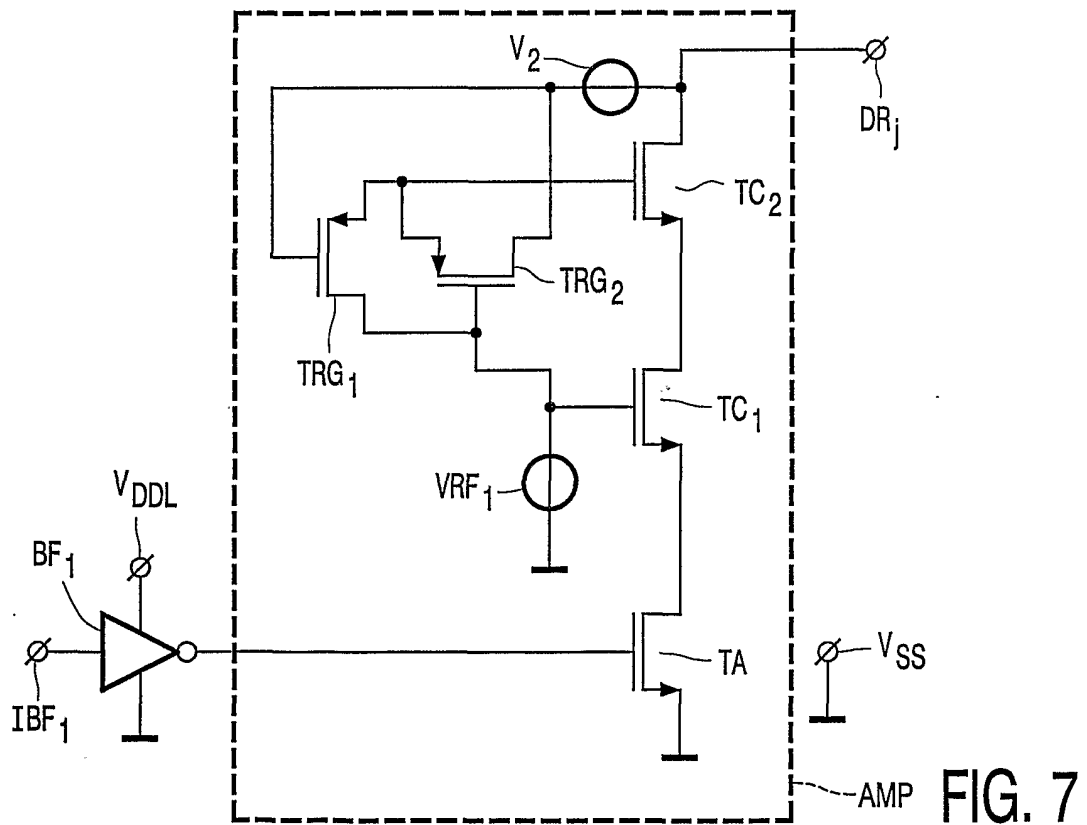 V2
DRj
TC2
TRG2
TRG1
TC1
VRF1
VDDL
BF1
TA
VSS
IBF1
AMP
FIG. 7